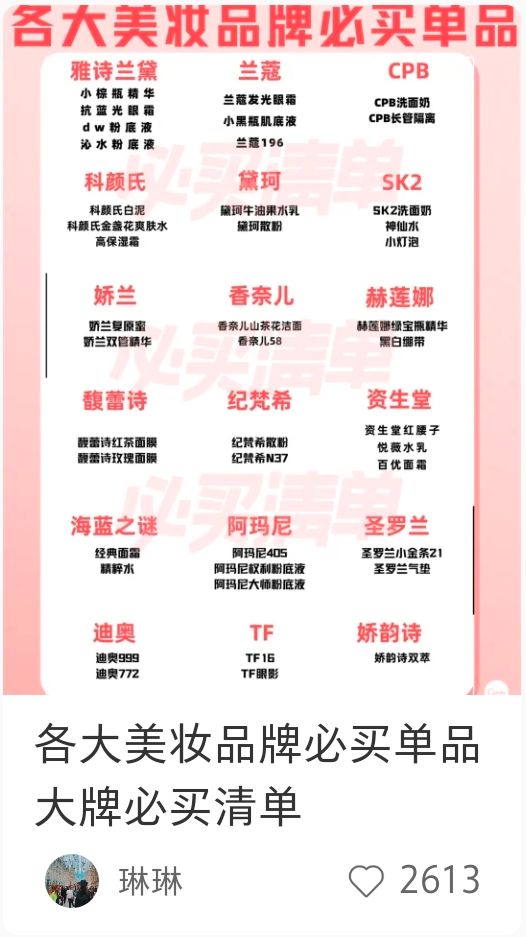 各大美妆品牌必买单品
雅诗兰黛
小棕瓶精华
抗蓝光眼霜
dw粉底液
沁水粉底液
兰蔻
兰蔻发光眼霜
小黑瓶肌底液
兰蔻196
CPB
CPB洗面奶
CPB长管隔离
科颜氏
科颜氏白泥
科颜氏金盏花爽肤水
高保湿霜
黛珂
黛珂牛油果水乳
黛珂散粉
SK2
SK2洗面奶
神仙水
小灯泡
娇兰
娇兰复原蜜
娇兰双管精华
香奈儿
香奈儿山茶花洁面
香奈儿58
赫莲娜
赫莲娜绿宝瓶精华
黑白绷带
馥蕾诗
馥蕾诗红茶面膜
馥蕾诗玫瑰面膜
纪梵希
纪梵希散粉
纪梵希N37
资生堂
资生堂红腰子
悦薇水乳
百优面霜
海蓝之谜
经典面霜
精粹水
阿玛尼
阿玛尼405
阿玛尼权利粉底液
阿玛尼大师粉底液
圣罗兰
圣罗兰小金条21
圣罗兰气垫
迪奥
迪奥999
迪奥772
TF
TF16
TF眼影
娇韵诗
娇韵诗双萃
必买清单
必买清单
必买清单
各大美妆品牌必买单品
大牌必买清单
琳琳
2613